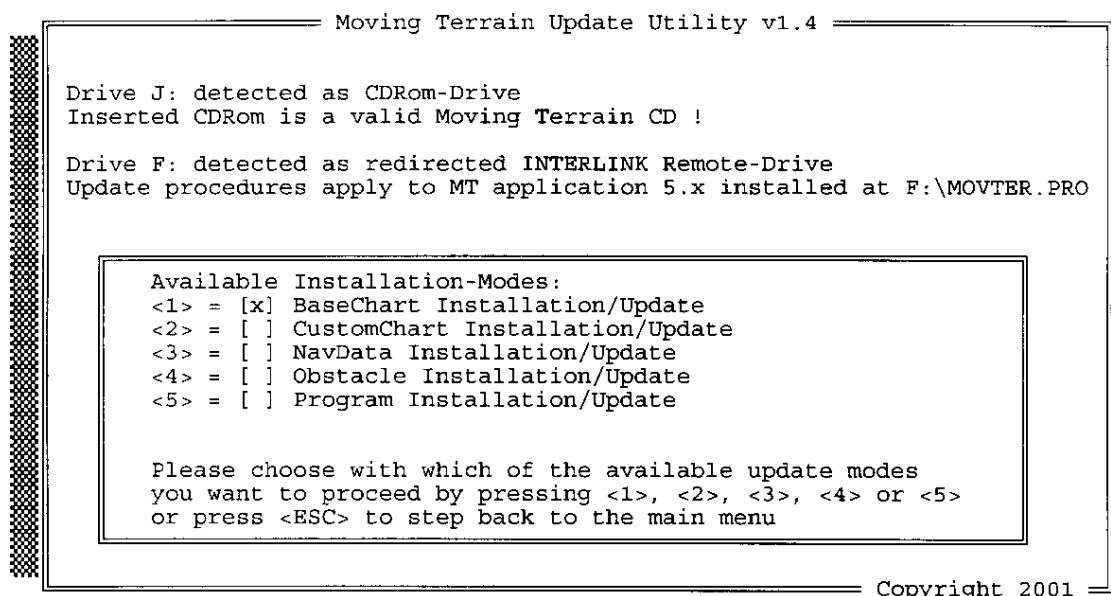 Moving Terrain Update Utility v1.4
Drive J: detected as CDRom-Drive
Inserted CDRom is a valid Moving Terrain CD !
Drive F: detected as redirected INTERLINK Remote-Drive
Update procedures apply to MT application 5.x installed at F:\MOVTER.PRO
Available Installation-Modes:
<1> = [x] BaseChart Installation/Update
<2> = [ ] CustomChart Installation/Update
<3> = [ ] NavData Installation/Update
<4> = [ ] Obstacle Installation/Update
<5> = [ ] Program Installation/Update
Please choose with which of the available update modes
you want to proceed by pressing <1>, <2>, <3>, <4> or <5>
or press <ESC> to step back to the main menu
Copyright 2001